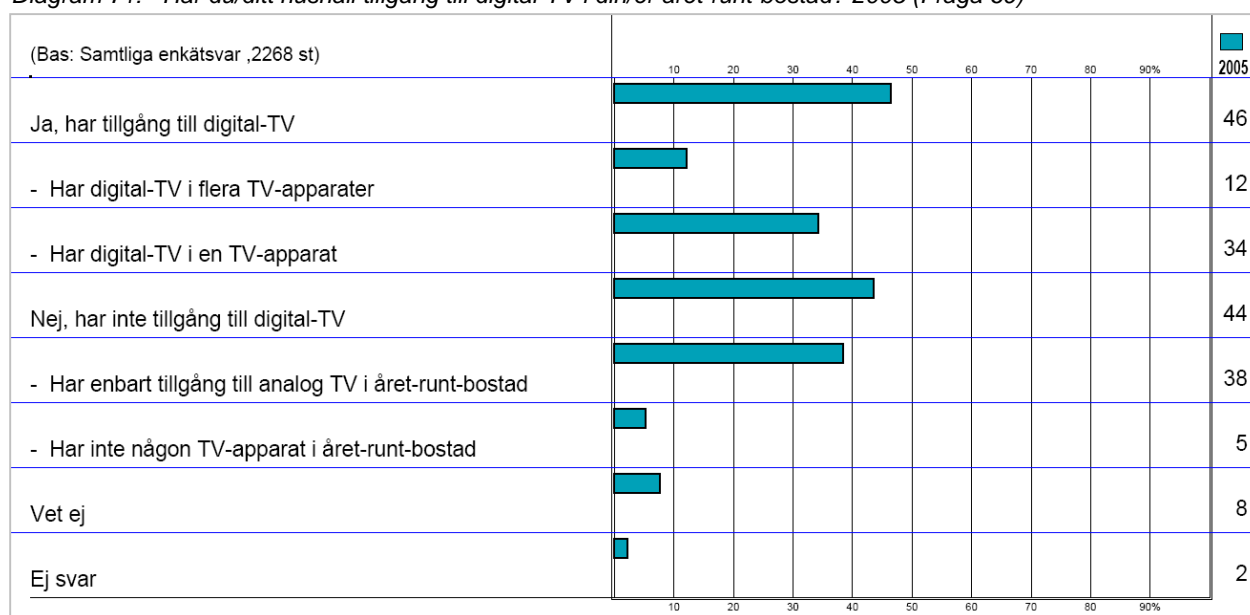 (Bas: Samtliga enkätsvar ,2268 st)
10 20 30 40 50 60 70 80 90%
2005
Ja, har tillgång till digital-TV 46
- Har digital-TV i flera TV-apparater 12
- Har digital-TV i en TV-apparat 34
Nej, har inte tillgång till digital-TV 44
- Har enbart tillgång till analog TV i året-runt-bostad 38
- Har inte någon TV-apparat i året-runt-bostad 5
Vet ej 8
Ej svar 2
10 20 30 40 50 60 70 80 90%